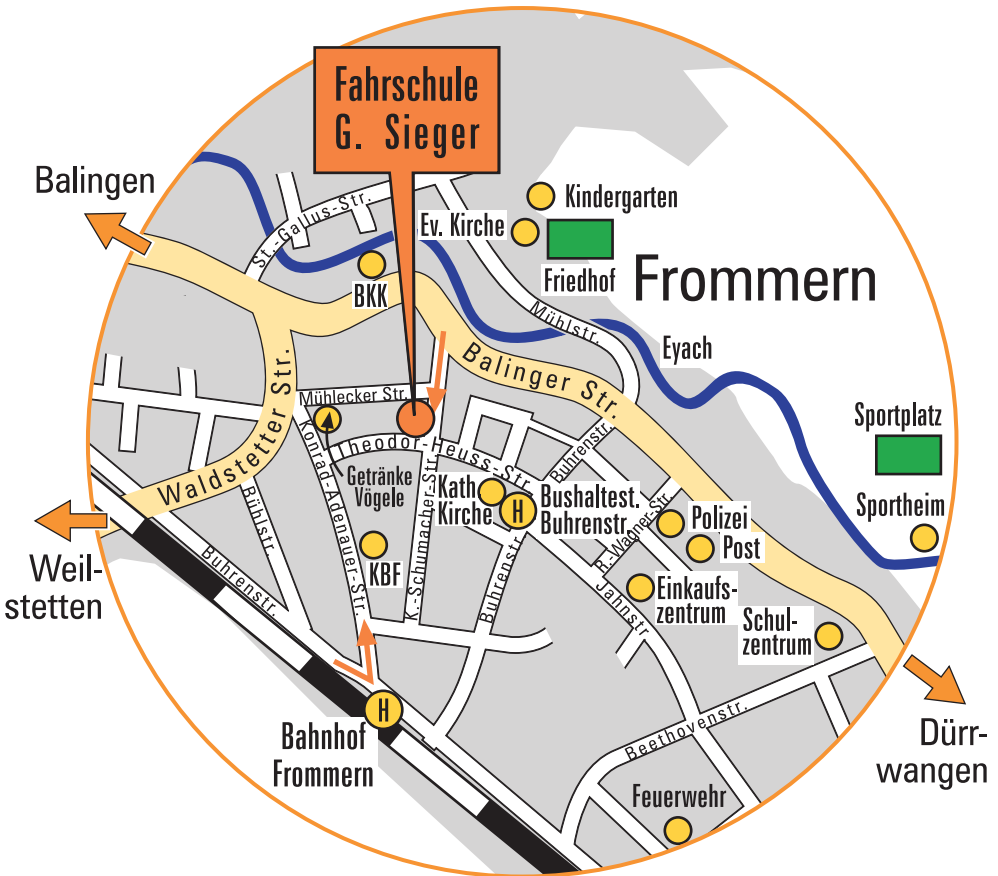 Fahrschule
G. Sieger
Balingen
St.-Gallus-Str.
Ev. Kirche
Kindergarten
Friedhof
Frommern
BKK
Mühlstr.
Eyach
Balinger Str.
Waldstetter Str.
Mühlecker Str.
Theodor-Heuss-Str.
Konrad-Adenauer-Str.
Getränke
Vögele
K.-Schumacher-Str.
Kath
Kirche
H
Bushaltest.
Buhrenstr.
Buhrenstr.
Buhrenstr.
R.-Wagner-Str.
Polizei
Post
Sportplatz
Sportheim
Weil-
stetten
Bühlstr.
Buhrenstr.
KBF
Einkaufs-
zentrum
Jahnstr.
Schul-
zentrum
H
Bahnhof
Frommern
Beethovenstr.
Dürr-
wangen
Feuerwehr